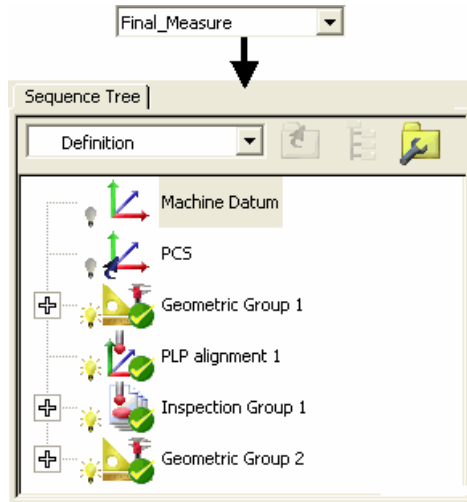 Final_Measure
Sequence Tree
Definition
Machine Datum
PCS
Geometric Group 1
PLP alignment 1
Inspection Group 1
Geometric Group 2